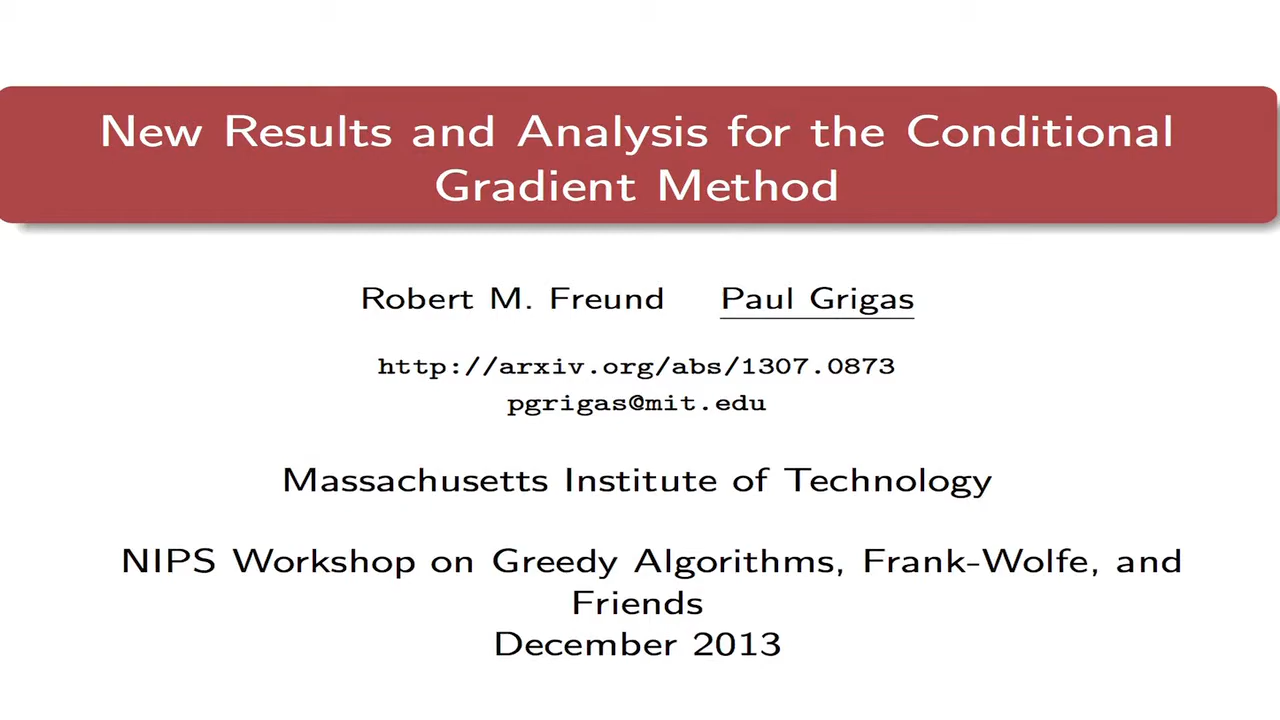 New Results and Analysis for the Conditional
Gradient Method
Robert M. Freund Paul Grigas
http://arxiv.org/abs/1307.0873
pgrigas@mit.edu
Massachusetts Institute of Technology
NIPS Workshop on Greedy Algorithms, Frank-Wolfe, and
Friends
December 2013